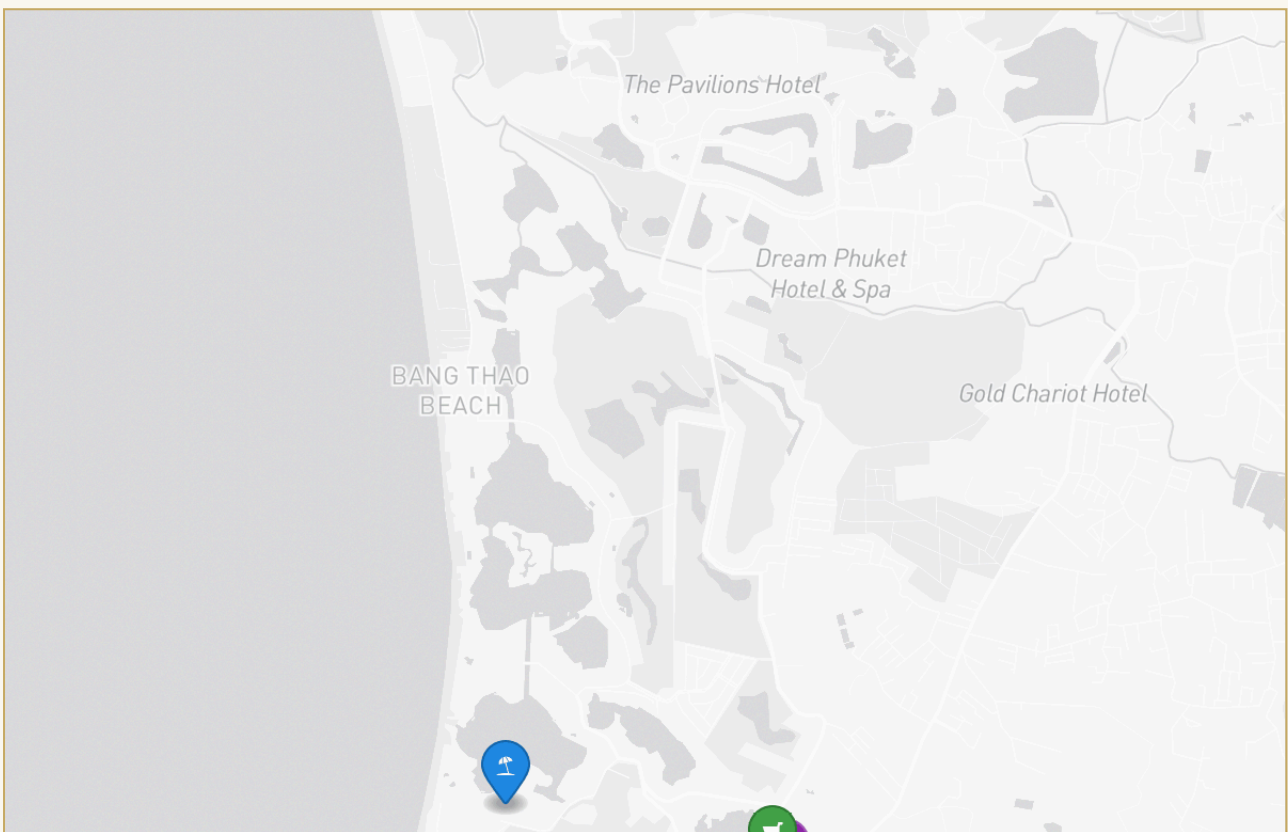 The Pavilions Hotel
Dream Phuket
Hotel & Spa
BANG THAO
BEACH
Gold Chariot Hotel